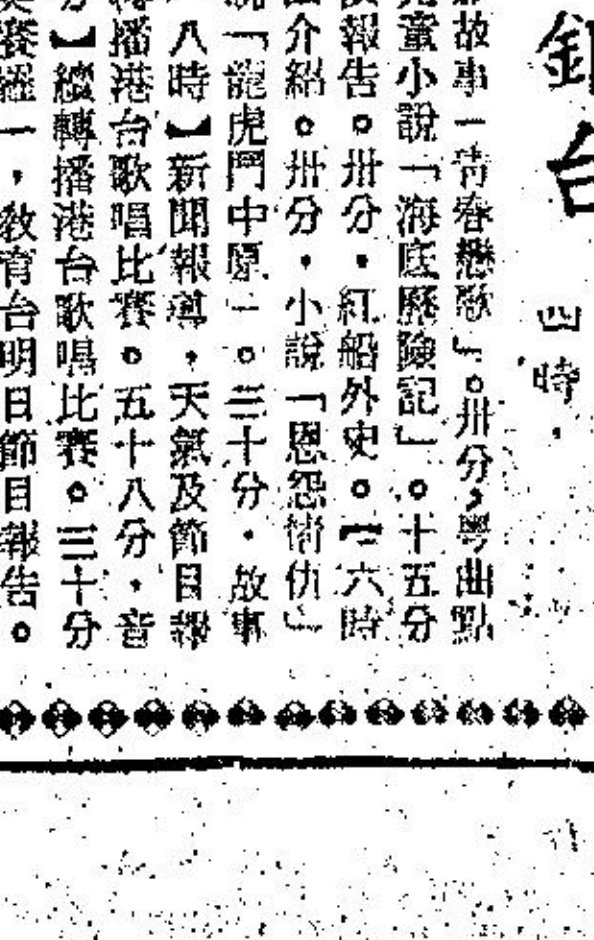 銀台
四時，
故事「青春戀歌」。卅分，粵曲點
童小說「海底歷險記」。十五分
報告。卅分，紅船外史。【六時
介紹。卅分，小說「恩怨情仇」
「龍虎鬥中原」。三十分，故事
八時】新聞報導，天氣及節目報
播港台歌唱比賽。五十八分，音
】續轉播港台歌唱比賽。三十分
，教育台明日節目報告。